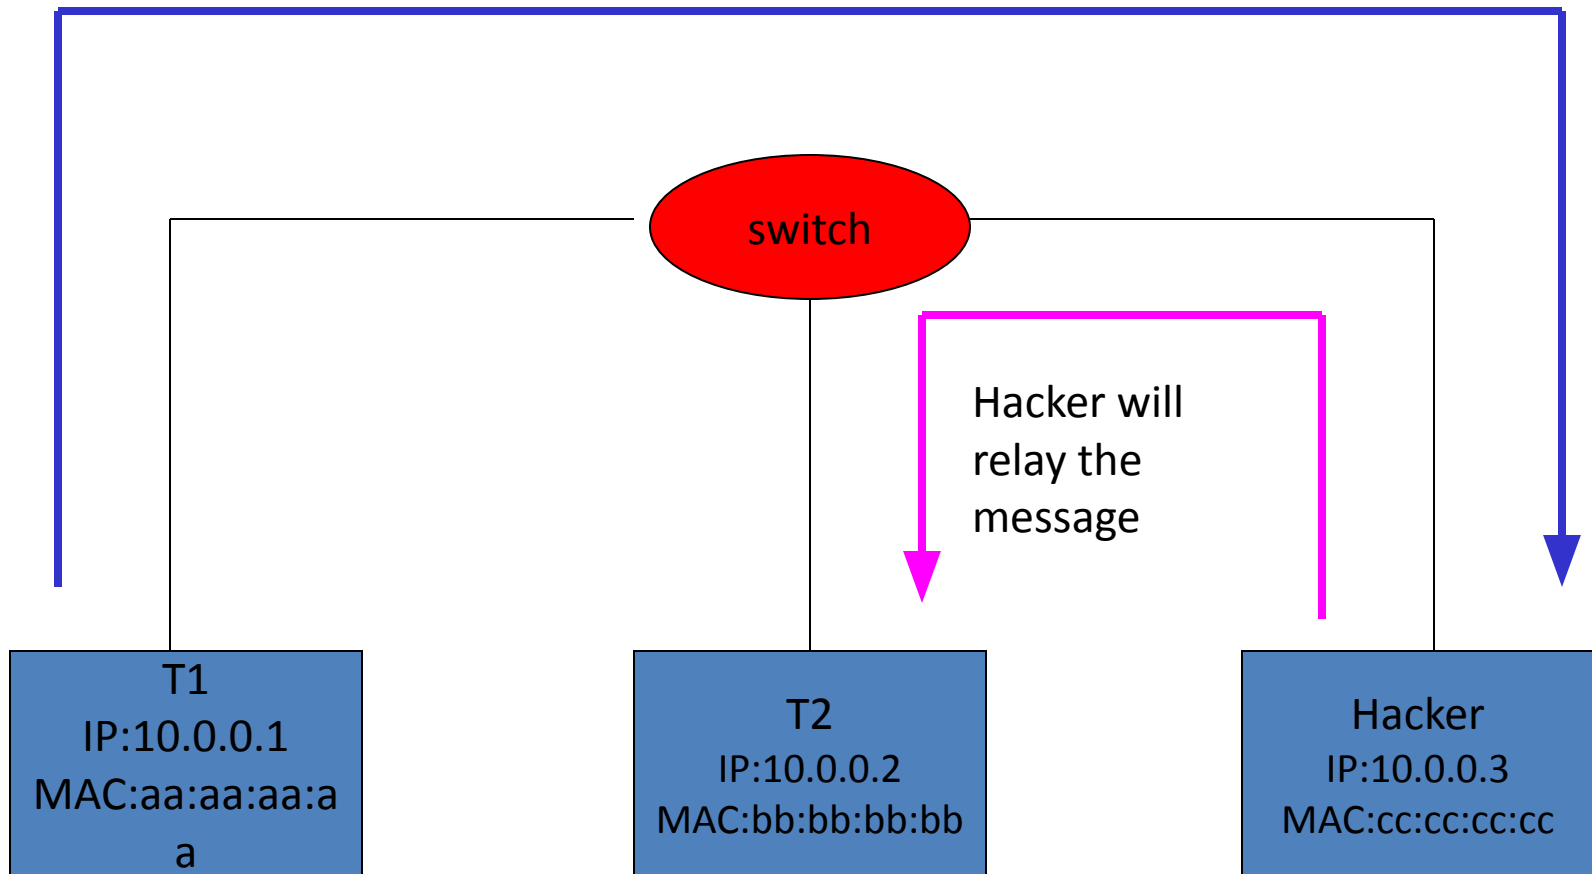 switch
Hacker will
relay the
message
T1
IP:10.0.0.1
MAC:aa:aa:aa:a
a
T2
IP:10.0.0.2
MAC:bb:bb:bb:bb
Hacker
IP:10.0.0.3
MAC:cc:cc:cc:cc